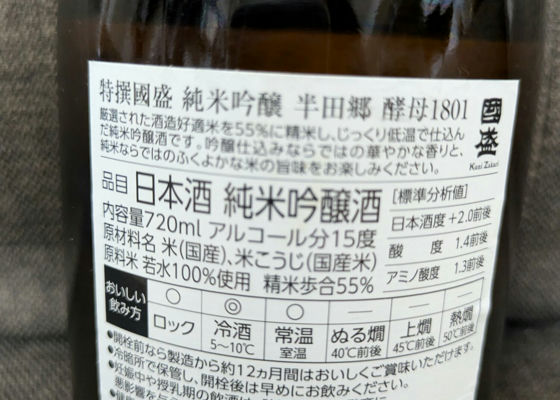 特撰國盛 純米吟醸 半田郷 酵母1801
國盛
Kuni Zakari
厳選された酒造好適米を55%に精米し、じっくり低温で仕込ん
だ純米吟醸酒です。吟醸仕込みならではの華やかな香りと、
純米ならではのふくよかな米の旨味をお楽しみください。
品目 日本酒 純米吟醸酒
内容量720ml アルコール分15度
原材料名 米(国産)、米こうじ(国産米)
原料米 若水100%使用 精米歩合55%
[標準分析値]
日本酒度 +2.0前後
酸度 1.4前後
アミノ酸度 1.3前後
おいしい飲み方
○ ◎ ○ — — —
ロック 冷酒 常温 ぬる燗 上燗 熱燗
5～10℃ 室温 40℃前後 45℃前後 50℃前後
●開栓前なら製造から約12ヵ月間はおいしくご賞味いただけます。
●冷暗所で保管し、開栓後は早めにお飲みください。
●妊娠中や授乳期の飲酒は、